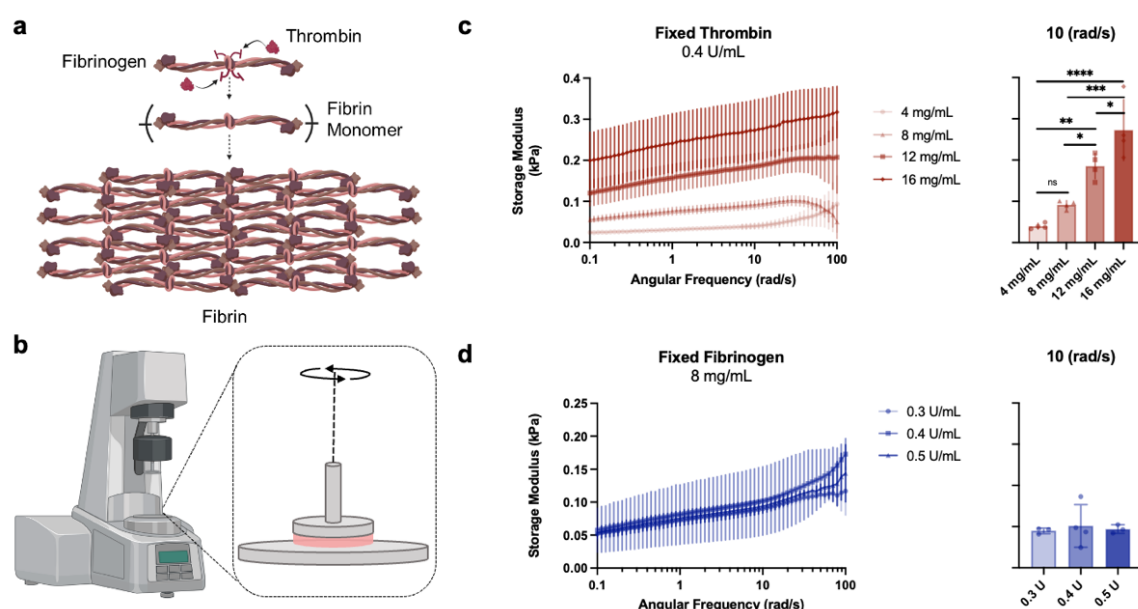 a
Thrombin
Fibrinogen
Fibrin
Monomer
Fibrin
b
c
Fixed Thrombin
0.4 U/mL
Storage Modulus
(kPa)
0.4
0.3
0.2
0.1
0.0
0.1
1
10
100
Angular Frequency (rad/s)
4 mg/mL
8 mg/mL
12 mg/mL
16 mg/mL
10 (rad/s)
****
***
*
**
*
ns
4 mg/mL
8 mg/mL
12 mg/mL
16 mg/mL
d
Fixed Fibrinogen
8 mg/mL
Storage Modulus (kPa)
0.25
0.20
0.15
0.10
0.05
0.00
0.1
1
10
100
Angular Frequency (rad/s)
0.3 U/mL
0.4 U/mL
0.5 U/mL
10 (rad/s)
0.3 U
0.4 U
0.5 U